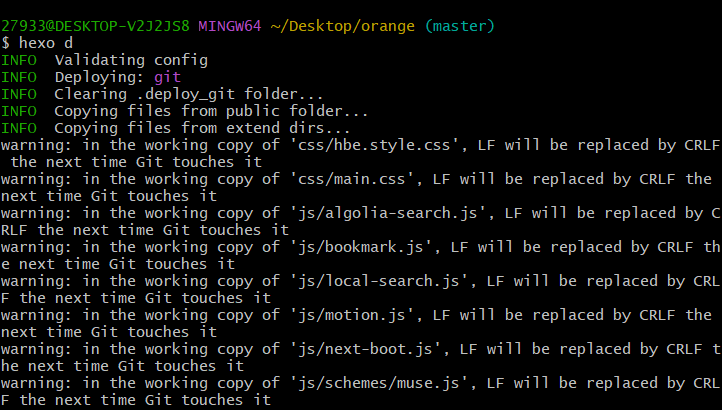 27933@DESKTOP-V2J2JS8 MINGW64 ~/Desktop/orange (master)
$ hexo d
INFO  Validating config
INFO  Deploying: git
INFO  Clearing .deploy_git folder...
INFO  Copying files from public folder...
INFO  Copying files from extend dirs...
warning: in the working copy of 'css/hbe.style.css', LF will be replaced by CRLF
 the next time Git touches it
warning: in the working copy of 'css/main.css', LF will be replaced by CRLF the
next time Git touches it
warning: in the working copy of 'js/algolia-search.js', LF will be replaced by C
RLF the next time Git touches it
warning: in the working copy of 'js/bookmark.js', LF will be replaced by CRLF th
e next time Git touches it
warning: in the working copy of 'js/local-search.js', LF will be replaced by CRL
F the next time Git touches it
warning: in the working copy of 'js/motion.js', LF will be replaced by CRLF the
next time Git touches it
warning: in the working copy of 'js/next-boot.js', LF will be replaced by CRLF t
he next time Git touches it
warning: in the working copy of 'js/schemes/muse.js', LF will be replaced by CRL
F the next time Git touches it